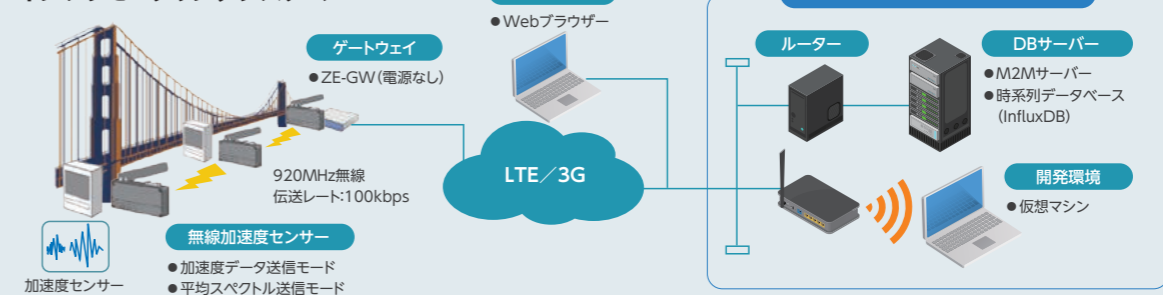 ゲートウェイ
●ZE-GW(電源なし)
920MHz無線
伝送レート:100kbps
無線加速度センサー
●加速度データ送信モード
●平均スペクトル送信モード
加速度センサー
●Webブラウザー
LTE/3G
ルーター
DBサーバー
●M2Mサーバー
●時系列データベース
(InfluxDB)
開発環境
●仮想マシン